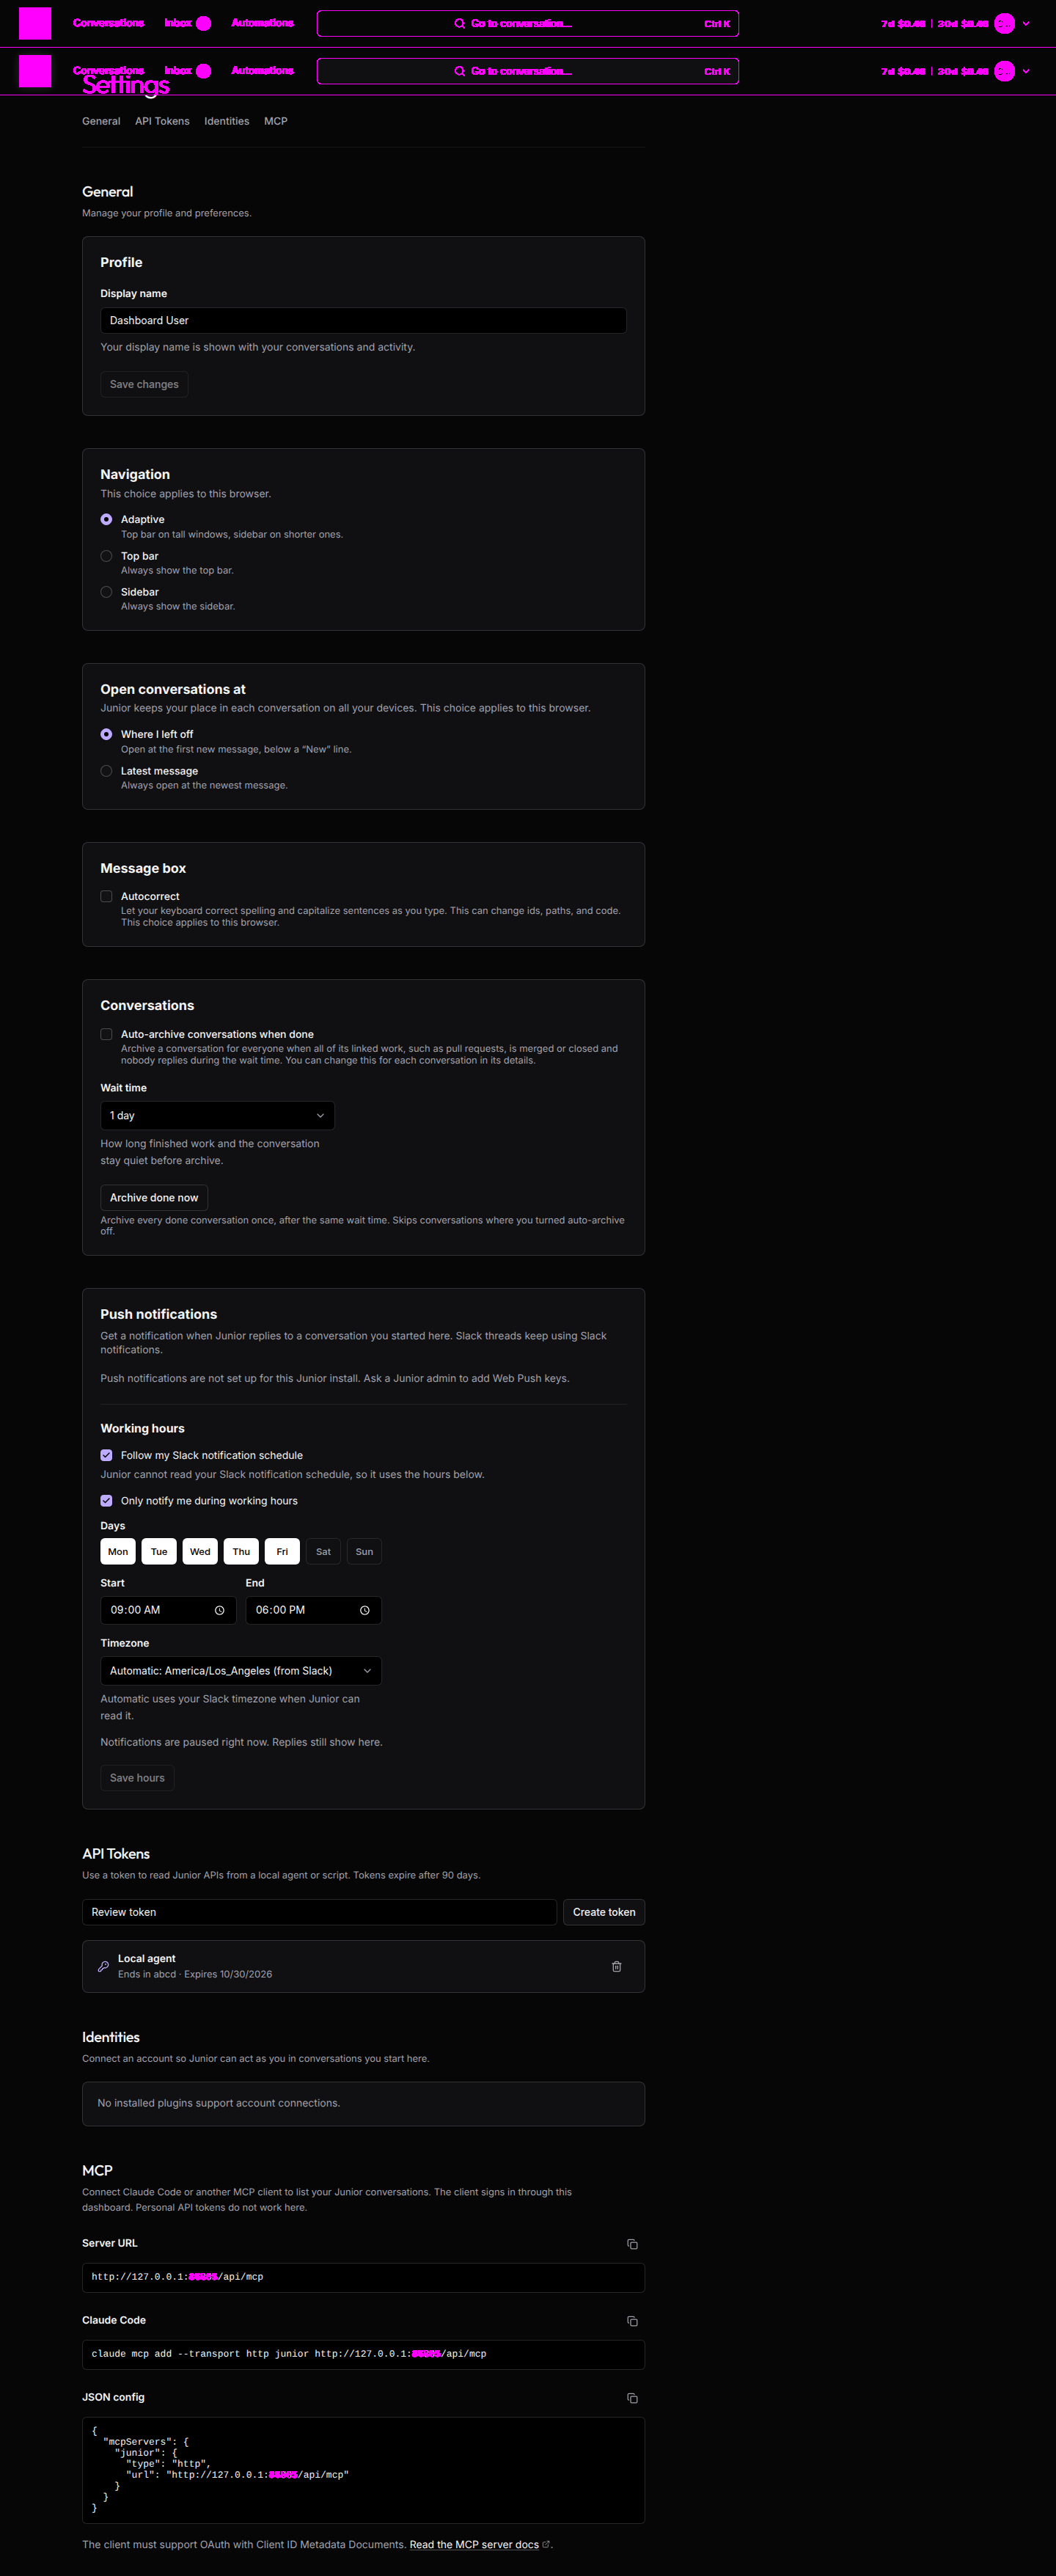 Conversations Inbox Automations Go to conversation... Ctrl K 7d $0.46 | 30d $0.46
Conversations Inbox Automations Go to conversation... Ctrl K 7d $0.46 | 30d $0.46
Settings
General API Tokens Identities MCP
General
Manage your profile and preferences.
Profile
Display name
Dashboard User
Your display name is shown with your conversations and activity.
Save changes
Navigation
This choice applies to this browser.
Adaptive
Top bar on tall windows, sidebar on shorter ones.
Top bar
Always show the top bar.
Sidebar
Always show the sidebar.
Open conversations at
Junior keeps your place in each conversation on all your devices. This choice applies to this browser.
Where I left off
Open at the first new message, below a “New” line.
Latest message
Always open at the newest message.
Message box
Autocorrect
Let your keyboard correct spelling and capitalize sentences as you type. This can change ids, paths, and code.
This choice applies to this browser.
Conversations
Auto-archive conversations when done
Archive a conversation for everyone when all of its linked work, such as pull requests, is merged or closed and
nobody replies during the wait time. You can change this for each conversation in its details.
Wait time
1 day
How long finished work and the conversation
stay quiet before archive.
Archive done now
Archive every done conversation once, after the same wait time. Skips conversations where you turned auto-archive
off.
Push notifications
Get a notification when Junior replies to a conversation you started here. Slack threads keep using Slack
notifications.
Push notifications are not set up for this Junior install. Ask a Junior admin to add Web Push keys.
Working hours
Follow my Slack notification schedule
Junior cannot read your Slack notification schedule, so it uses the hours below.
Only notify me during working hours
Days
Mon Tue Wed Thu Fri Sat Sun
Start End
09:00 AM 06:00 PM
Timezone
Automatic: America/Los_Angeles (from Slack)
Automatic uses your Slack timezone when Junior can
read it.
Notifications are paused right now. Replies still show here.
Save hours
API Tokens
Use a token to read Junior APIs from a local agent or script. Tokens expire after 90 days.
Review token Create token
Local agent
Ends in abcd · Expires 10/30/2026
Identities
Connect an account so Junior can act as you in conversations you start here.
No installed plugins support account connections.
MCP
Connect Claude Code or another MCP client to list your Junior conversations. The client signs in through this
dashboard. Personal API tokens do not work here.
Server URL
http://127.0.0.1: /api/mcp
Claude Code
claude mcp add --transport http junior http://127.0.0.1: /api/mcp
JSON config
{
"mcpServers": {
"junior": {
"type": "http",
"url": "http://127.0.0.1: /api/mcp"
}
}
}
The client must support OAuth with Client ID Metadata Documents. Read the MCP server docs.